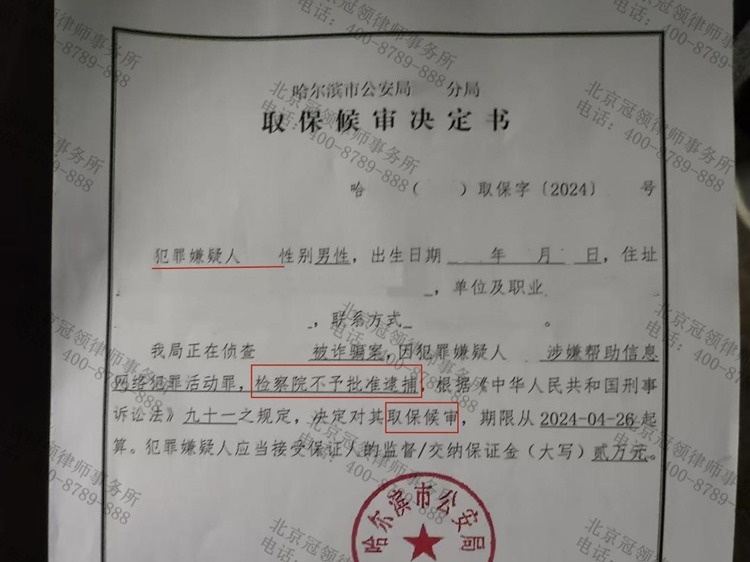 哈尔滨市公安局 分局
取保候审决定书
哈 ( )取保字〔2024〕 号
犯罪嫌疑人 性别男性,出生日期 年 月 日,住址
,单位及职业
,联系方式 。
我局正在侦查 被诈骗案,因犯罪嫌疑人 涉嫌帮助信息
网络犯罪活动罪,检察院不予批准逮捕,根据《中华人民共和国刑事
诉讼法》九十一之规定,决定对其取保候审,期限从2024-04-26起
算。犯罪嫌疑人应当接受保证人的监督/交纳保证金(大写)贰万元。
哈尔滨市公安局
北京冠领律师事务所
电话:400-8789-888